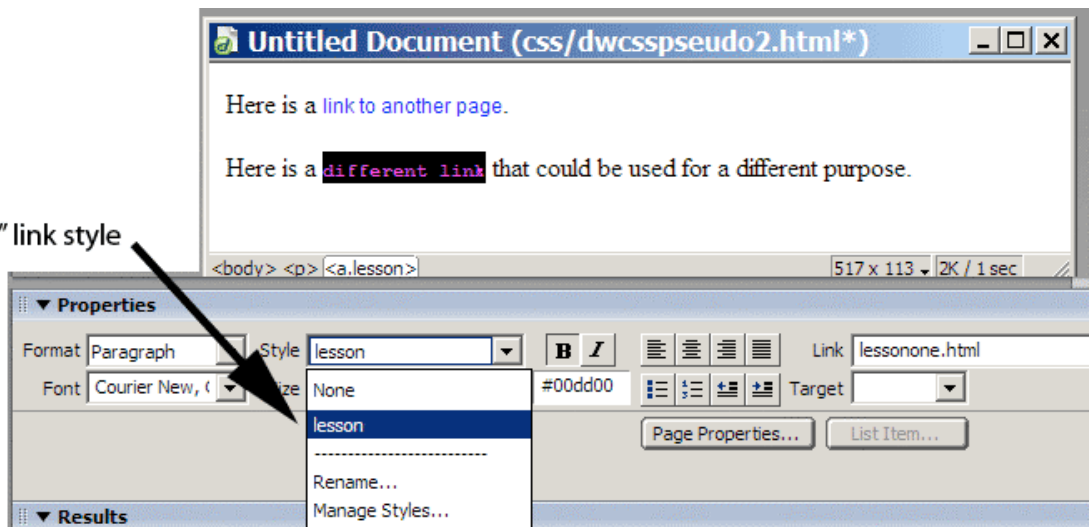 Untitled Document (css/dwcsspseudo2.html*)
Here is a link to another page.
Here is a different link that could be used for a different purpose.
" link style
<body> <p> <a.lesson> 517 x 113 2K / 1 sec
Properties
Format Paragraph Style lesson B I Link lessonone.html
Font Courier New, ize #00dd00 Target
None
lesson
--------------------------
Rename...
Manage Styles...
Page Properties... List Item...
Results